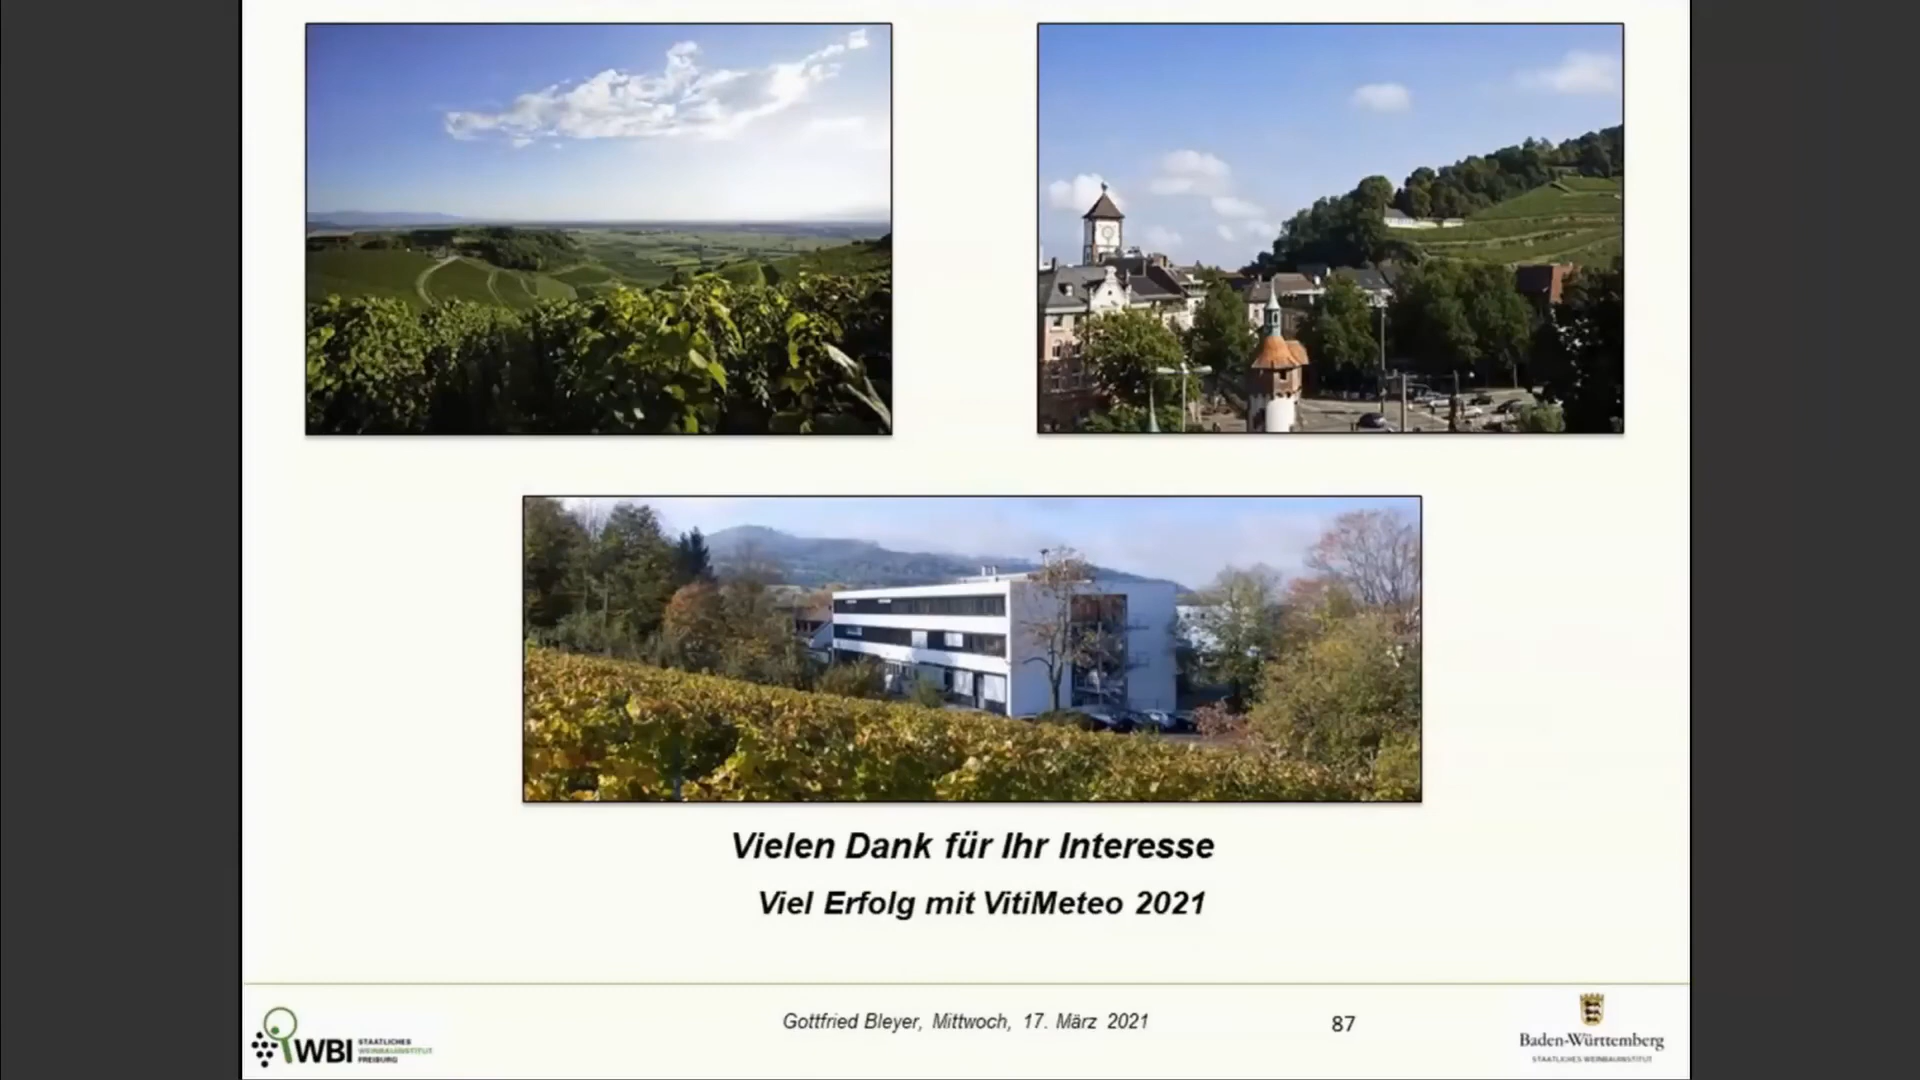 Vielen Dank für Ihr Interesse
Viel Erfolg mit VitiMeteo 2021
WBI
STAATLICHES
WEINBAUINSTITUT
FREIBURG
Gottfried Bleyer, Mittwoch, 17. März 2021
87
Baden-Württemberg
STAATLICHES WEINBAUINSTITUT